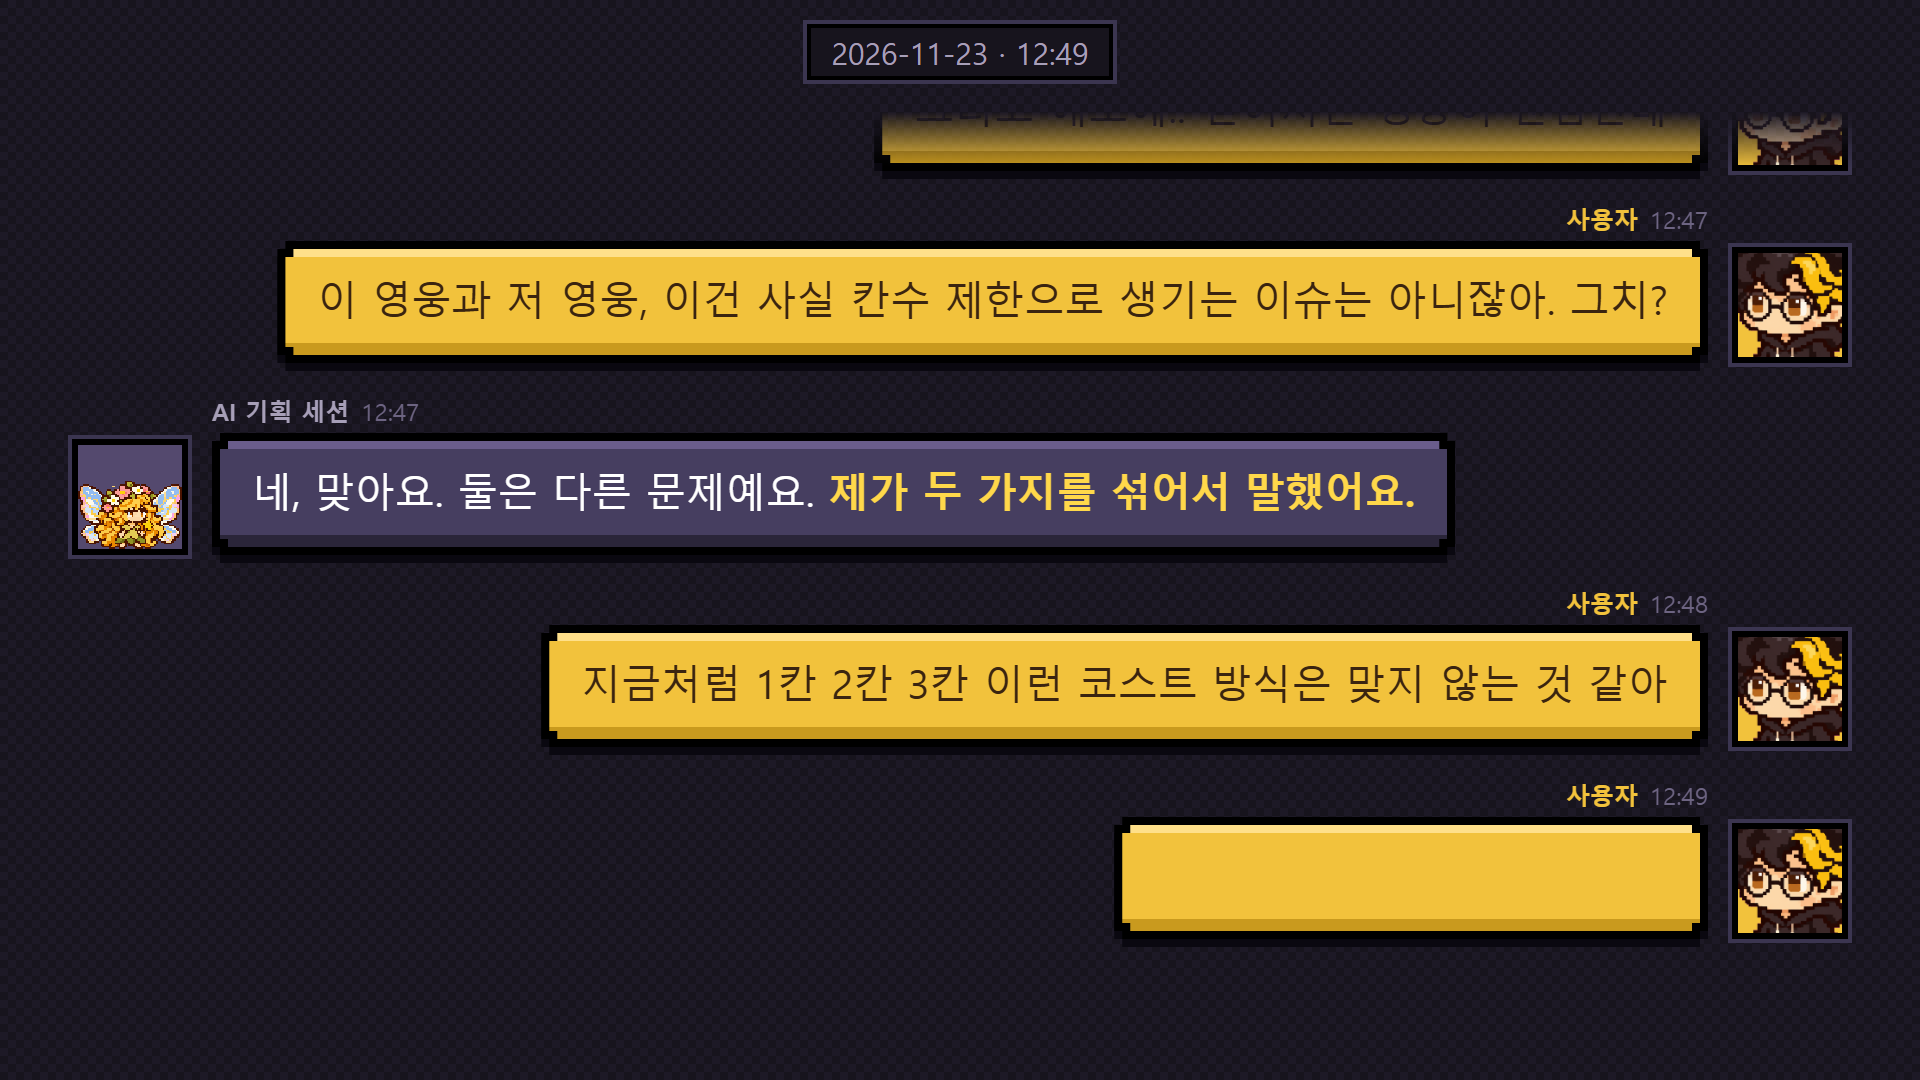 2026-11-23 · 12:49
사용자 12:47
이 영웅과 저 영웅, 이건 사실 칸수 제한으로 생기는 이슈는 아니잖아. 그치?
AI 기획 세션 12:47
네, 맞아요. 둘은 다른 문제예요. 제가 두 가지를 섞어서 말했어요.
사용자 12:48
지금처럼 1칸 2칸 3칸 이런 코스트 방식은 맞지 않는 것 같아
사용자 12:49